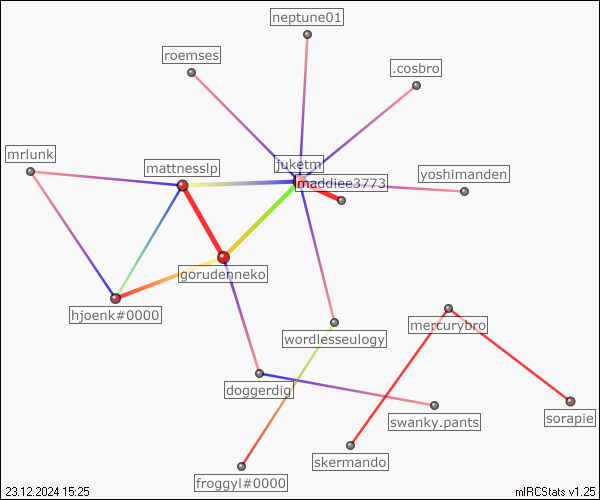 neptune01
roemses
.cosbro
mrlunk
juketm
mattnesslp
yoshimanden
maddiee3773
gorudenneko
hjoenk#0000
mercurybro
wordlesseulogy
doggerdig
swanky.pants
sorapie
skermando
froggyl#0000
23.12.2024 15:25
mIRCStats v1.25